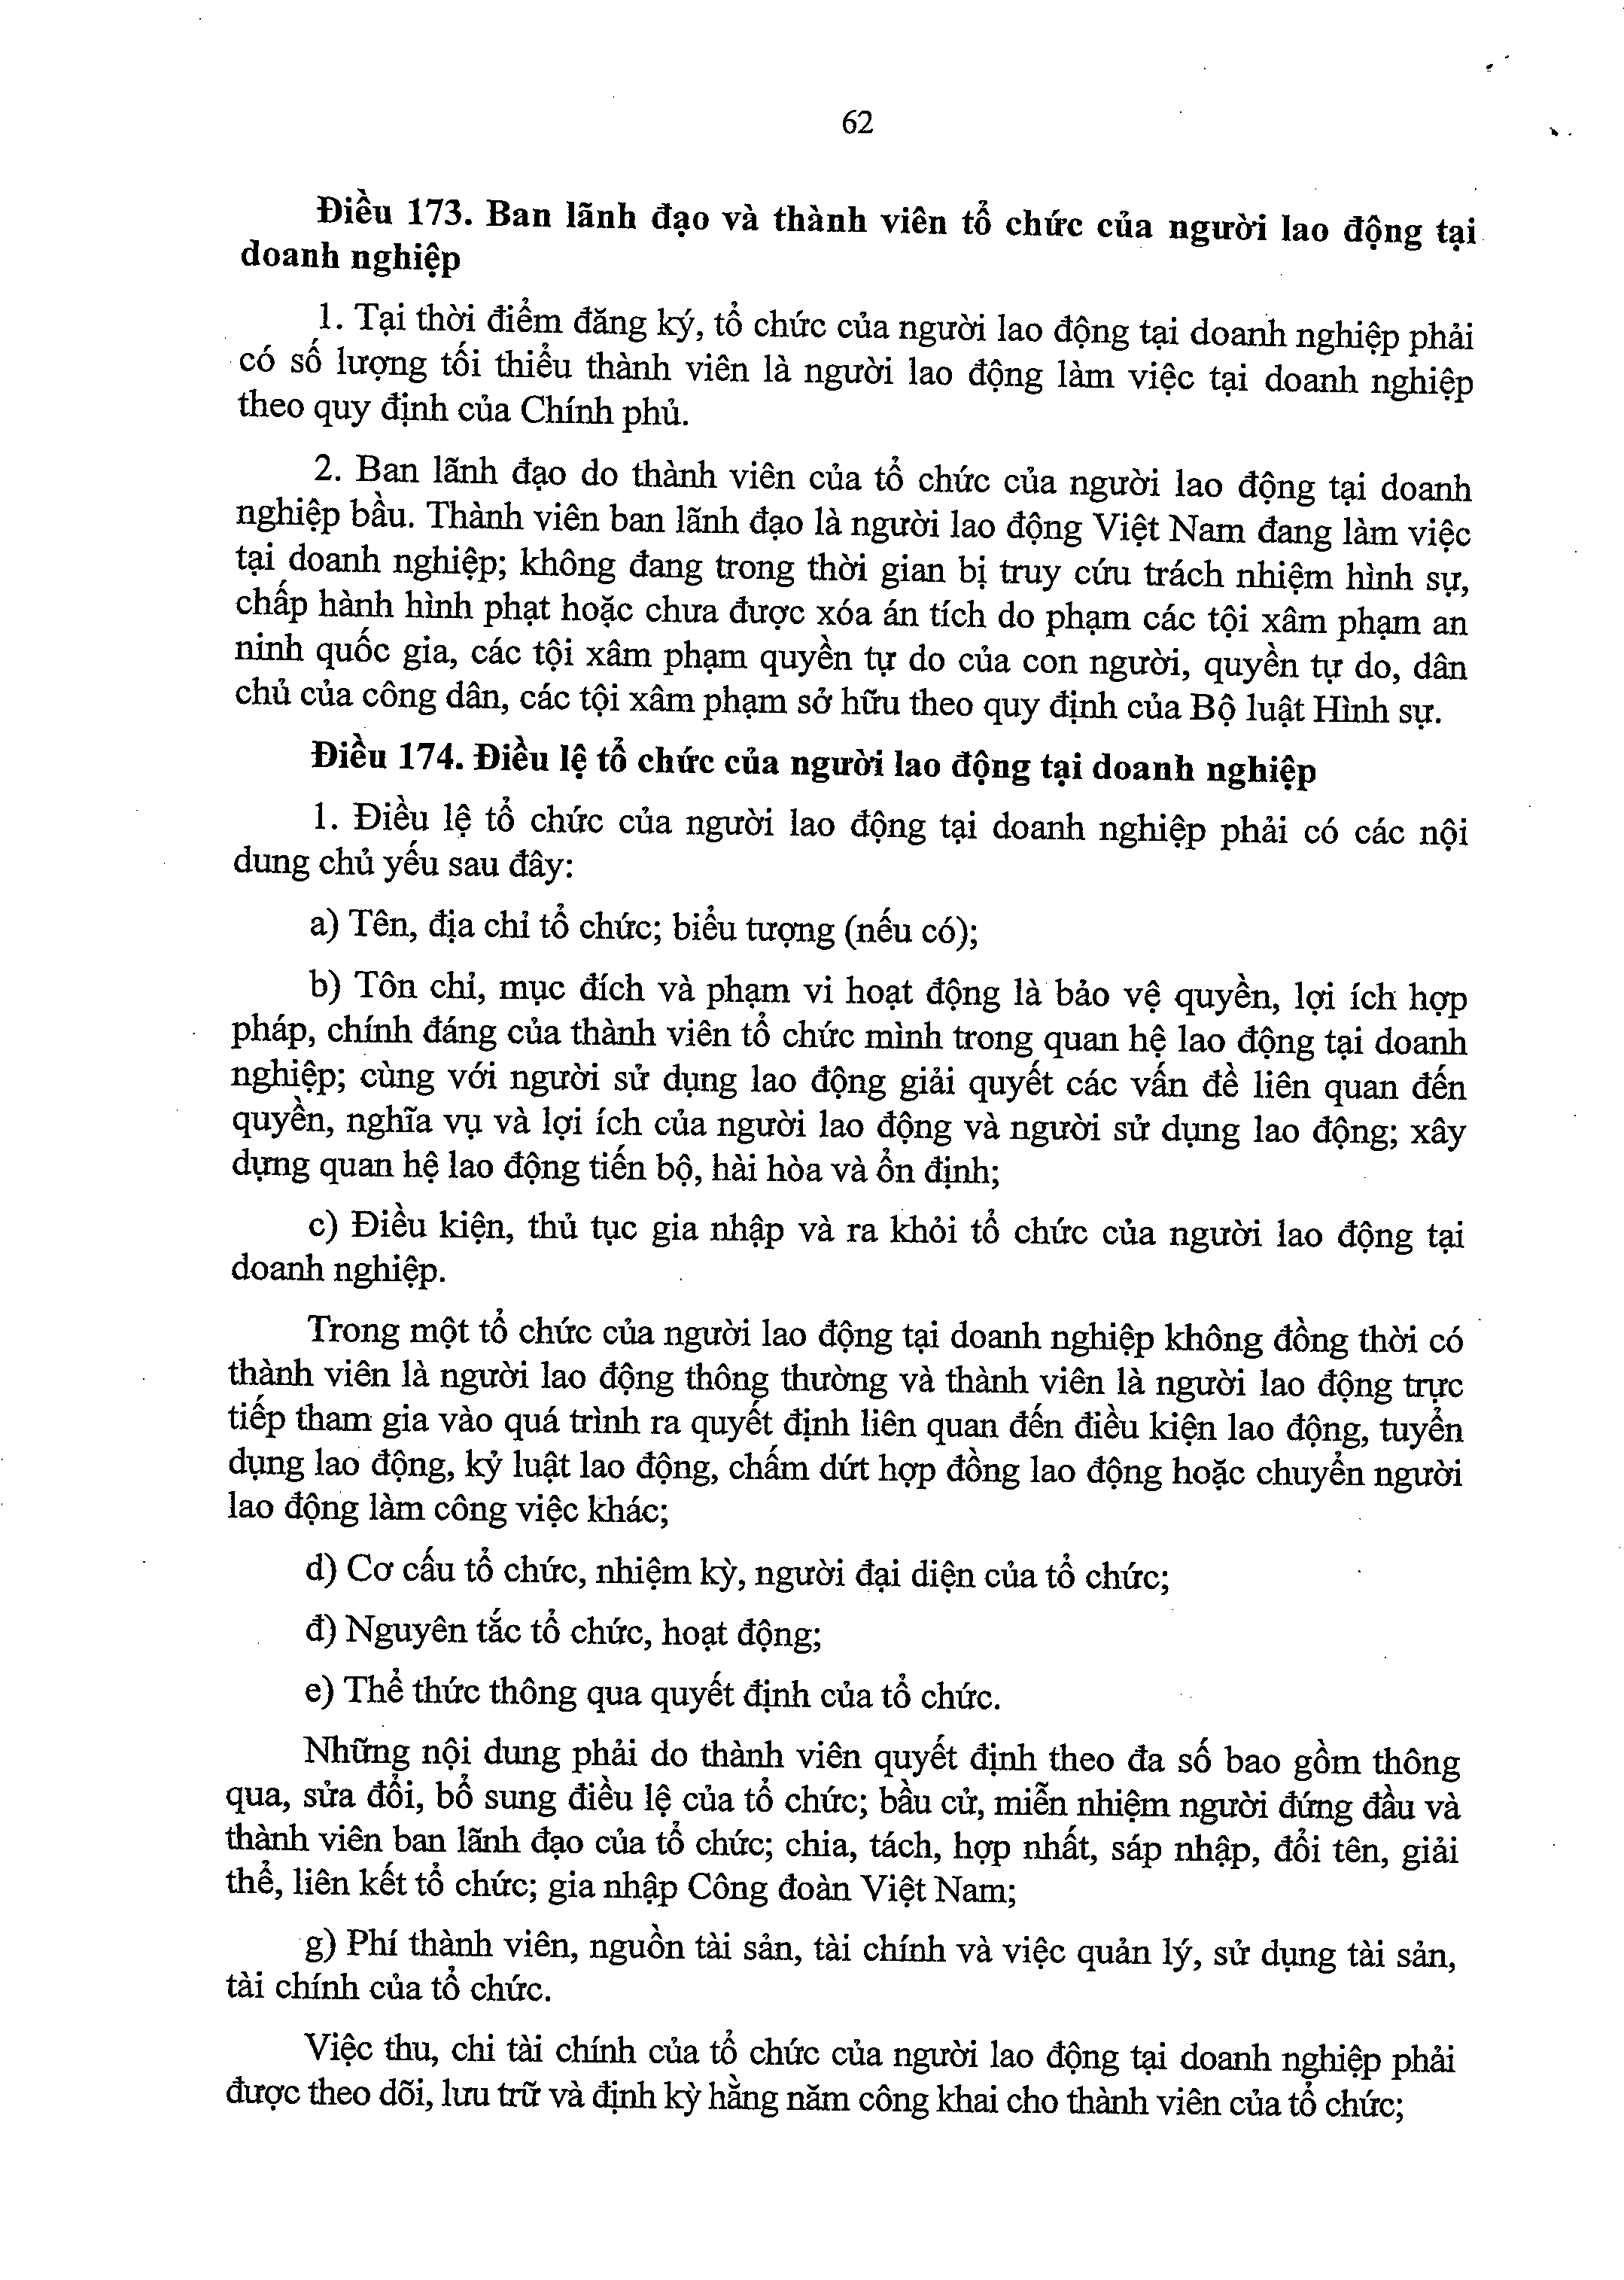 62
Điều 173. Ban lãnh đạo và thành viên tổ chức của người lao động tại
doanh nghiệp
1. Tại thời điểm đăng ký, tổ chức của người lao động tại doanh nghiệp phải
có số lượng tối thiểu thành viên là người lao động làm việc tại doanh nghiệp
theo quy định của Chính phủ.
2. Ban lãnh đạo do thành viên của tổ chức của người lao động tại doanh
nghiệp bầu. Thành viên ban lãnh đạo là người lao động Việt Nam đang làm việc
tại doanh nghiệp; không đang trong thời gian bị truy cứu trách nhiệm hình sự,
chấp hành hình phạt hoặc chưa được xóa án tích do phạm các tội xâm phạm an
ninh quốc gia, các tội xâm phạm quyền tự do của con người, quyền tự do, dân
chủ của công dân, các tội xâm phạm sở hữu theo quy định của Bộ luật Hình sự.
Điều 174. Điều lệ tổ chức của người lao động tại doanh nghiệp
1. Điều lệ tổ chức của người lao động tại doanh nghiệp phải có các nội
dung chủ yếu sau đây:
a) Tên, địa chỉ tổ chức; biểu tượng (nếu có);
b) Tôn chỉ, mục đích và phạm vi hoạt động là bảo vệ quyền, lợi ích hợp
pháp, chính đáng của thành viên tổ chức mình trong quan hệ lao động tại doanh
nghiệp; cùng với người sử dụng lao động giải quyết các vấn đề liên quan đến
quyền, nghĩa vụ và lợi ích của người lao động và người sử dụng lao động; xây
dựng quan hệ lao động tiến bộ, hài hòa và ổn định;
c) Điều kiện, thủ tục gia nhập và ra khỏi tổ chức của người lao động tại
doanh nghiệp.
Trong một tổ chức của người lao động tại doanh nghiệp không đồng thời có
thành viên là người lao động thông thường và thành viên là người lao động trực
tiếp tham gia vào quá trình ra quyết định liên quan đến điều kiện lao động, tuyển
dụng lao động, kỷ luật lao động, chấm dứt hợp đồng lao động hoặc chuyển người
lao động làm công việc khác;
d) Cơ cấu tổ chức, nhiệm kỳ, người đại diện của tổ chức;
đ) Nguyên tắc tổ chức, hoạt động;
e) Thể thức thông qua quyết định của tổ chức.
Những nội dung phải do thành viên quyết định theo đa số bao gồm thông
qua, sửa đổi, bổ sung điều lệ của tổ chức; bầu cử, miễn nhiệm người đứng đầu và
thành viên ban lãnh đạo của tổ chức; chia, tách, hợp nhất, sáp nhập, đổi tên, giải
thể, liên kết tổ chức; gia nhập Công đoàn Việt Nam;
g) Phí thành viên, nguồn tài sản, tài chính và việc quản lý, sử dụng tài sản,
tài chính của tổ chức.
Việc thu, chi tài chính của tổ chức của người lao động tại doanh nghiệp phải
được theo dõi, lưu trữ và định kỳ hằng năm công khai cho thành viên của tổ chức;